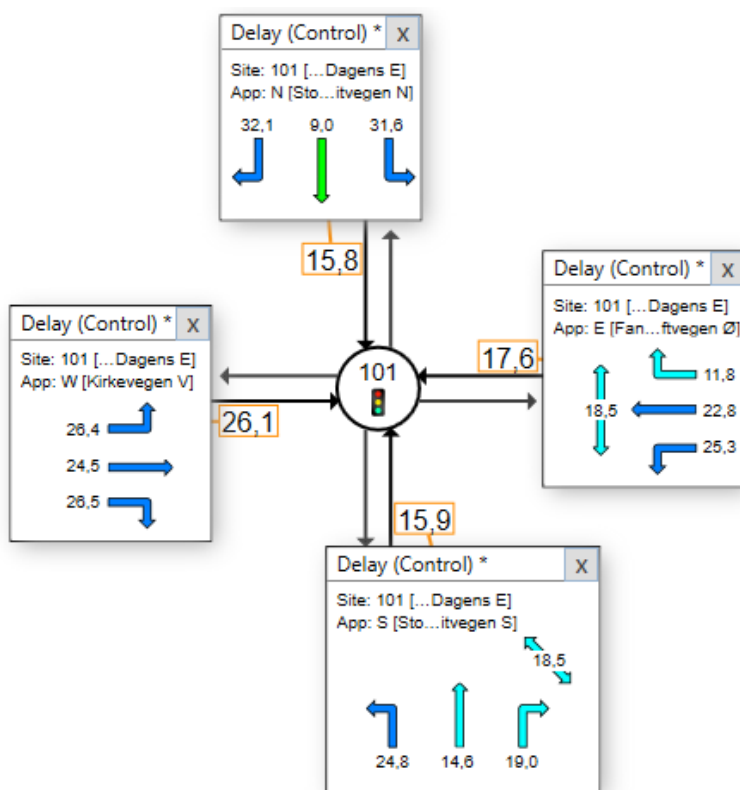 Delay (Control) * x
Site: 101 [...Dagens E]
App: N [Sto...itvegen N]
32,1 9,0 31,6
15,8
Delay (Control) * x
Site: 101 [...Dagens E]
App: E [Fan...ftvegen Ø]
11,8
18,5 22,8
25,3
17,6
101
Delay (Control) * x
Site: 101 [...Dagens E]
App: W [Kirkevegen V]
26,4
24,5
26,5
26,1
15,9
Delay (Control) * x
Site: 101 [...Dagens E]
App: S [Sto...itvegen S]
18,5
24,8 14,6 19,0